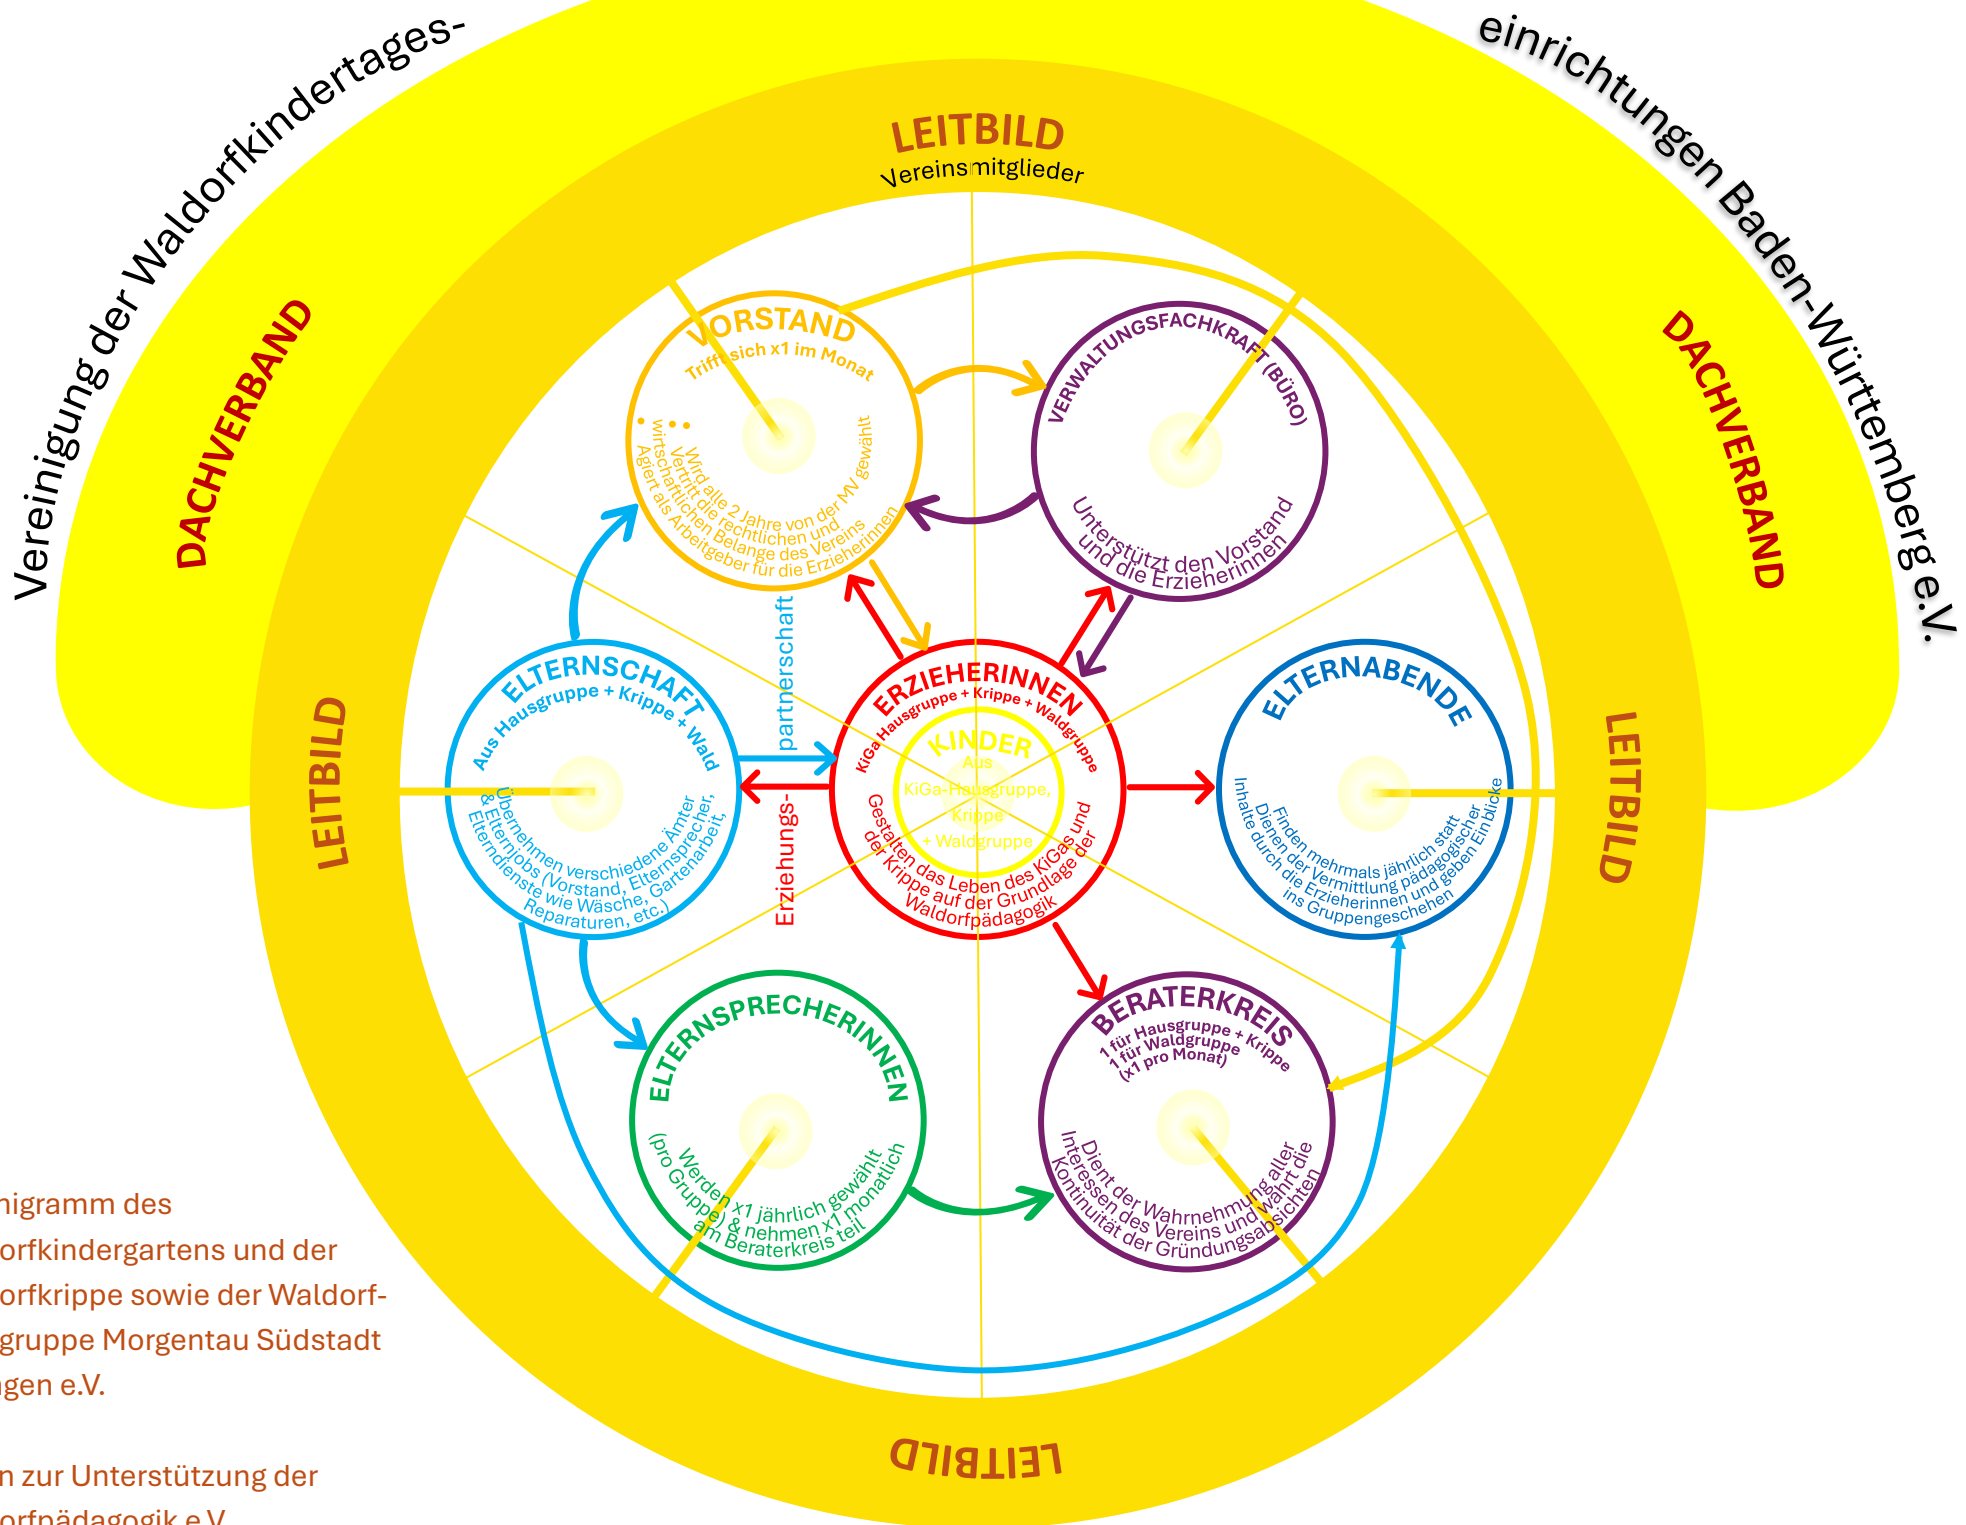 Vereinigung der Waldorfkindertages-
einrichtungen Baden-Württemberg e.V.
DACHVERBAND
DACHVERBAND
LEITBILD
Vereinsmitglieder
LEITBILD
LEITBILD
LEITBILD
VORSTAND
Trifft sich x1 im Monat
• Wird alle 2 Jahre von der MV gewählt
• Vertritt die rechtlichen und
wirtschaftlichen Belange des Vereins
• Agiert als Arbeitgeber für die Erzieherinnen
VERWALTUNGSFACHKRAFT (BÜRO)
Unterstützt den Vorstand
und die Erzieherinnen
ELTERNSCHAFT
Aus Hausgruppe + Krippe + Wald
Übernehmen verschiedene Ämter
& Elternjobs (Vorstand, Elternsprecher,
Elterndienste wie Wäsche, Gartenarbeit,
Reparaturen, etc.)
Erziehungs-
partnerschaft
ERZIEHERINNEN
KiGa Hausgruppe + Krippe + Waldgruppe
KINDER
Aus
KiGa-Hausgruppe,
Krippe
+ Waldgruppe
Gestalten das Leben des KiGas und
der Krippe auf der Grundlage der
Waldorfpädagogik
ELTERNABENDE
Finden mehrmals jährlich statt
Dienen der Vermittlung pädagogischer
Inhalte durch die Erzieherinnen und geben Einblicke
ins Gruppengeschehen
ELTERNSPRECHERINNEN
Werden x1 jährlich gewählt
(pro Gruppe) & nehmen x1 monatlich
am Beraterkreis teil
BERATERKREIS
1 für Hausgruppe + Krippe
1 für Waldgruppe
(x1 pro Monat)
Dient der Wahrnehmung aller
Interessen des Vereins und wahrt die
Kontinuität der Gründungsabsichten
nigramm des
orfkindergartens und der
orfkrippe sowie der Waldorf-
gruppe Morgentau Südstadt
ngen e.V.
n zur Unterstützung der
orfpädagogik e.V.